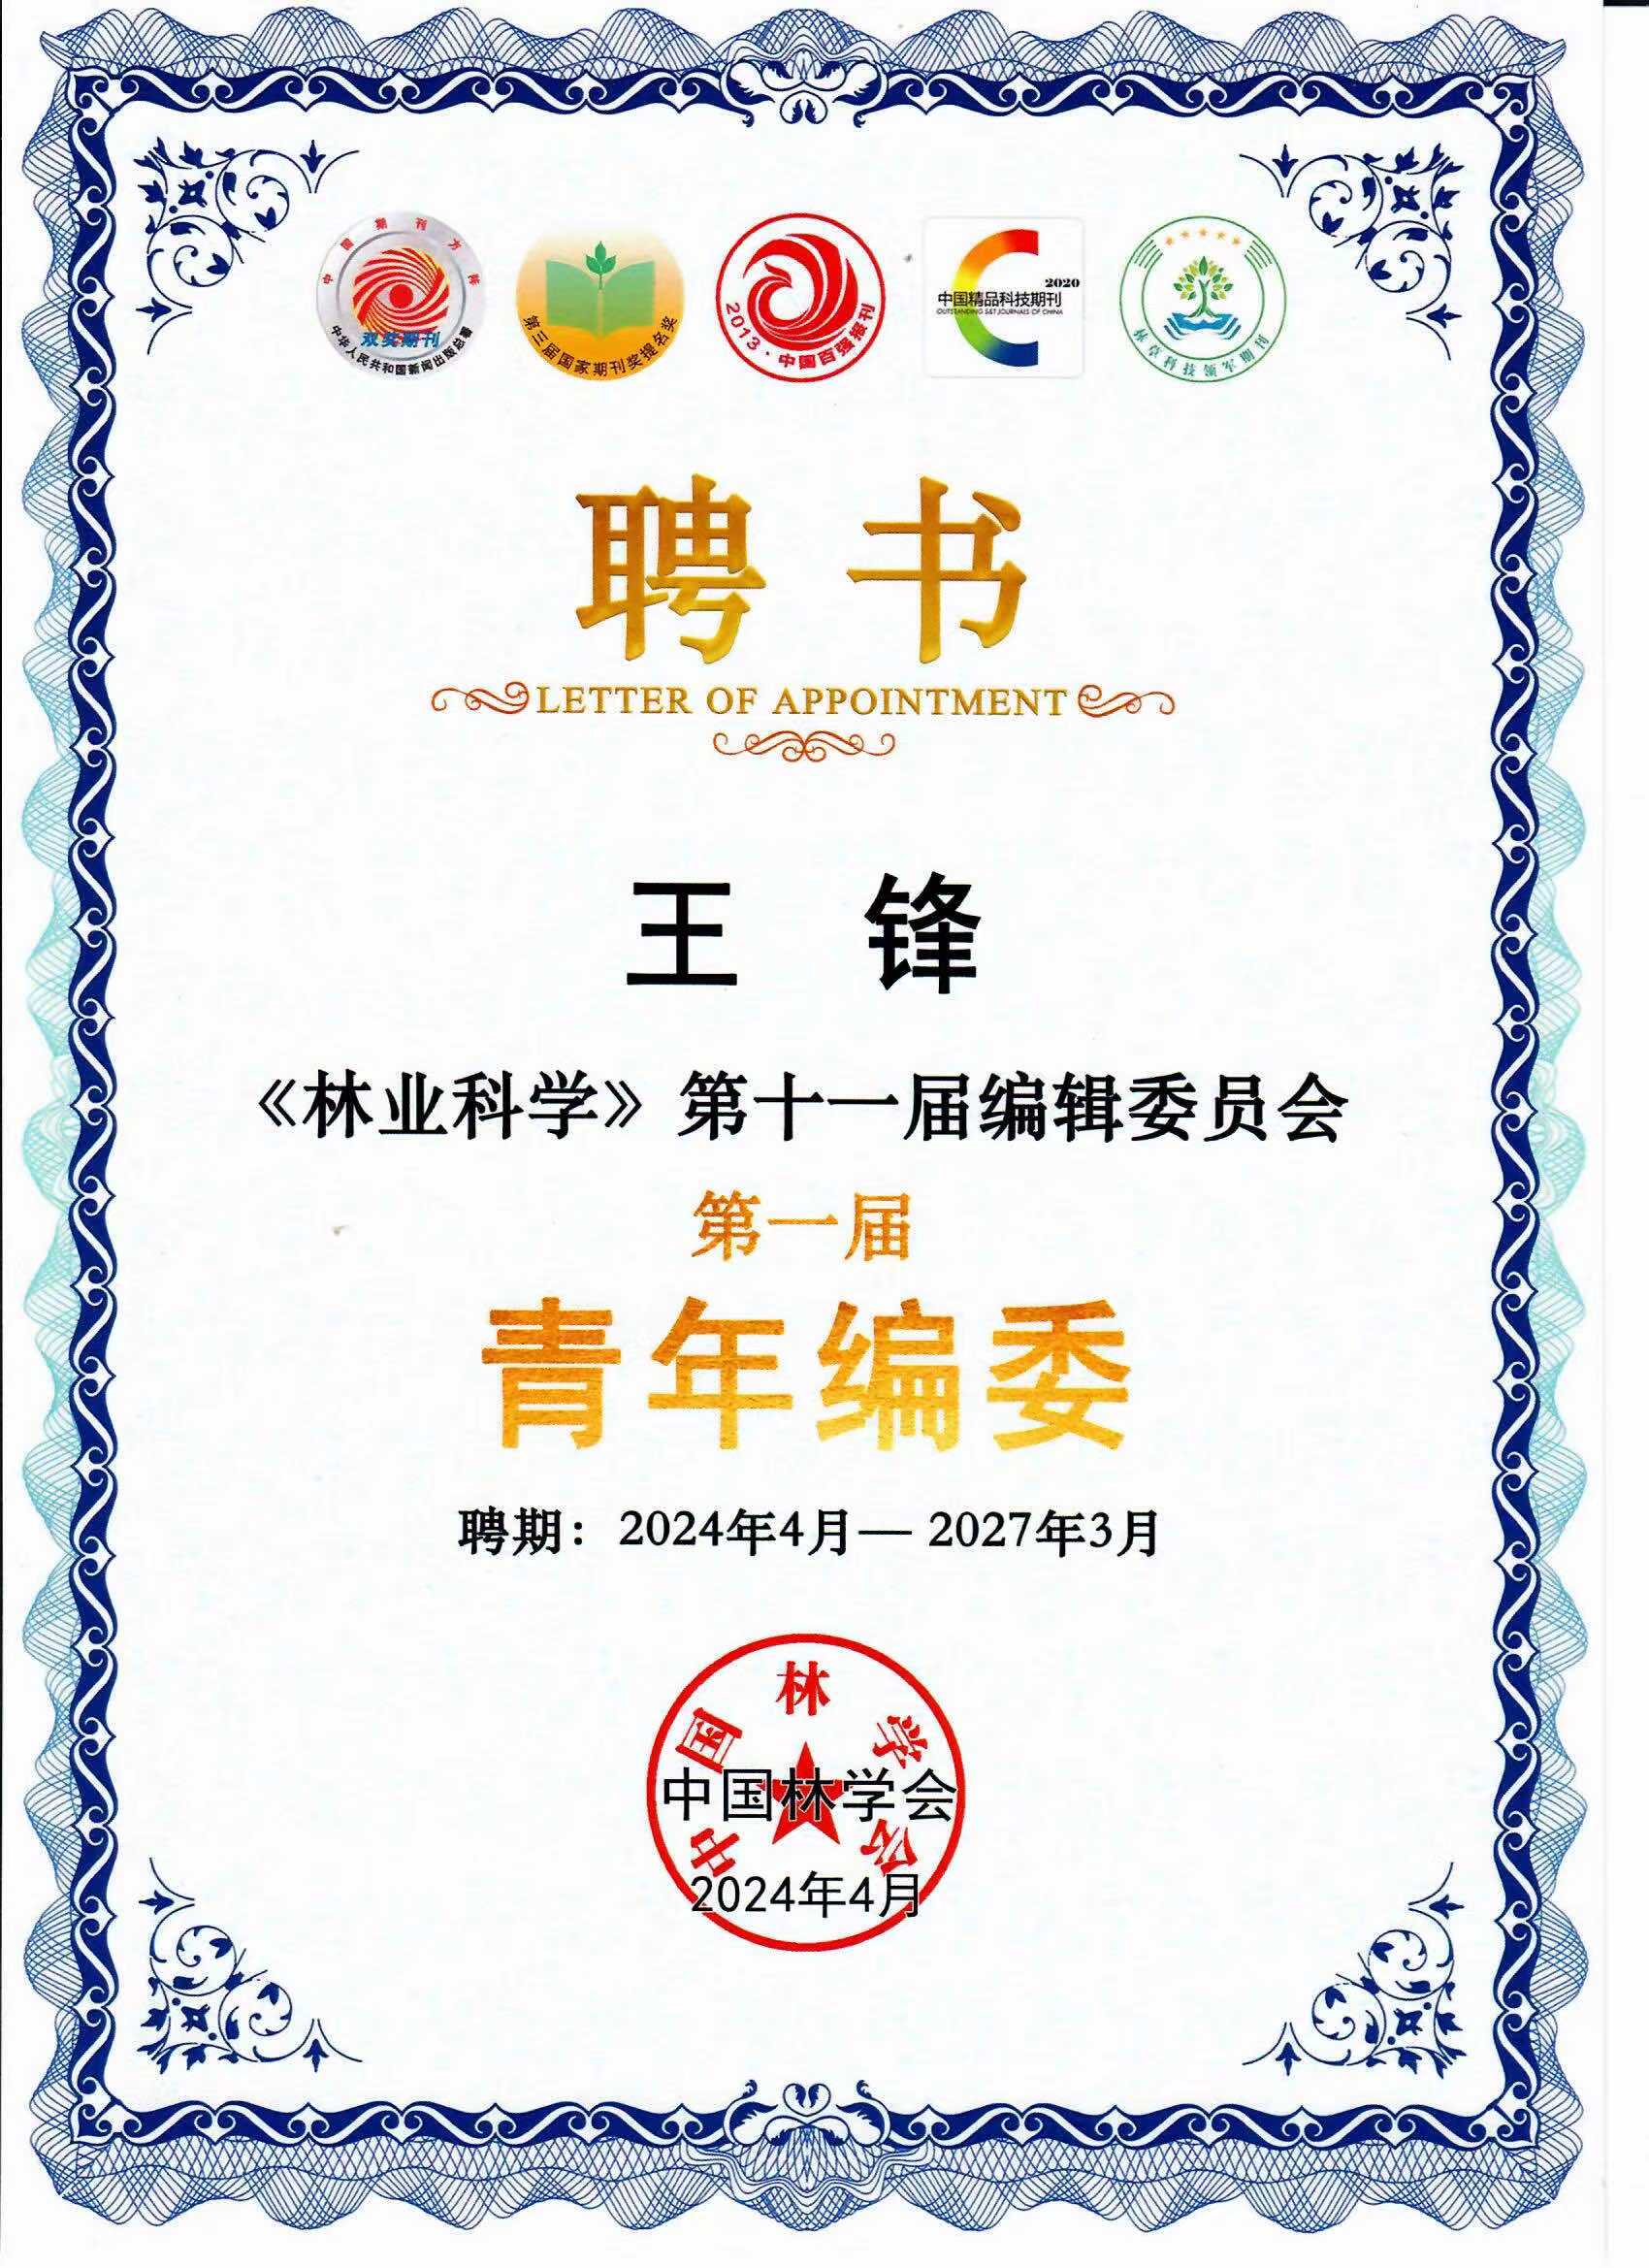 中国期刊方阵
双奖期刊
中华人民共和国新闻出版总署
第三届国家期刊奖提名奖
2013·中国百强报刊
2020
中国精品科技期刊
OUTSTANDING S&T JOURNALS OF CHINA
林草科技领军期刊
聘书
LETTER OF APPOINTMENT
王锋
《林业科学》第十一届编辑委员会
第一届
青年编委
聘期：2024年4月—2027年3月
中国林学会
中国林学会
2024年4月